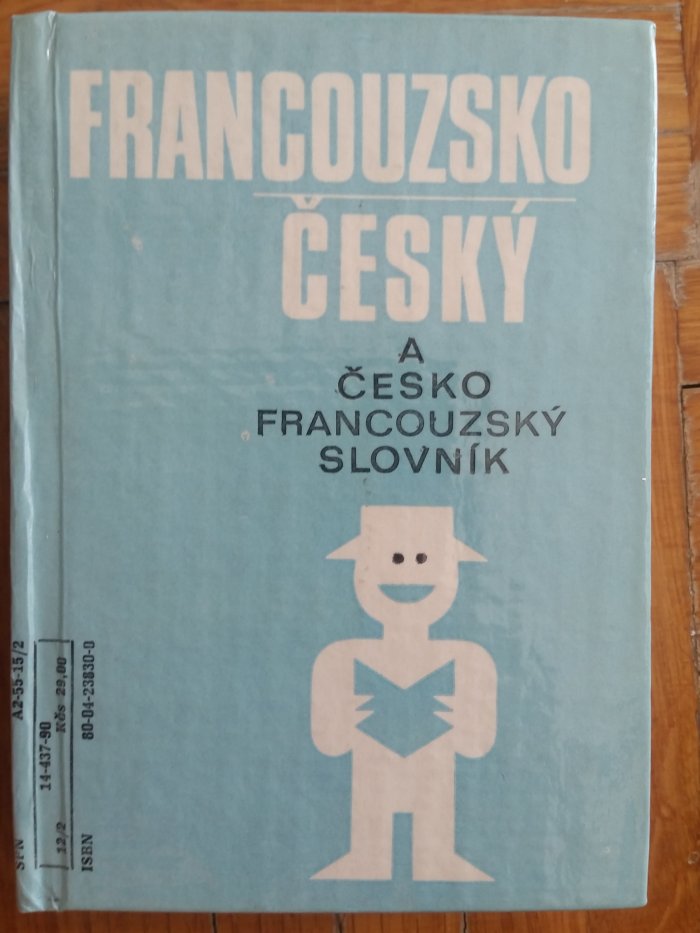 FRANCOUZSKO
ČESKÝ
A
ČESKO
FRANCOUZSKÝ
SLOVNÍK
SPN A2-55-15/2
14-437-90
12/2 Kčs 29,00
ISBN 80-04-23830-0